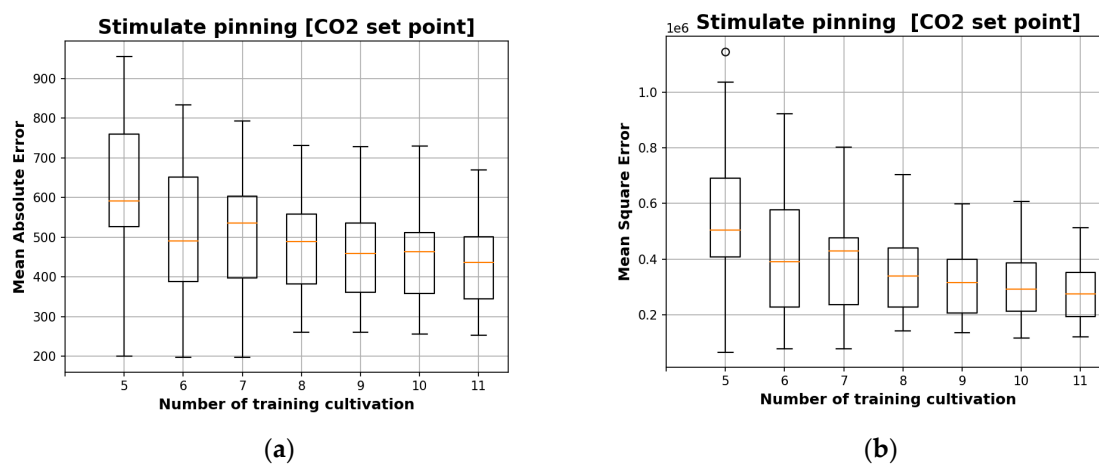 Stimulate pinning [CO2 set point]
Mean Absolute Error
900
800
700
600
500
400
300
200
5 6 7 8 9 10 11
Number of training cultivation
(a)
Stimulate pinning [CO2 set point]
1e6
Mean Square Error
1.0
0.8
0.6
0.4
0.2
5 6 7 8 9 10 11
Number of training cultivation
(b)